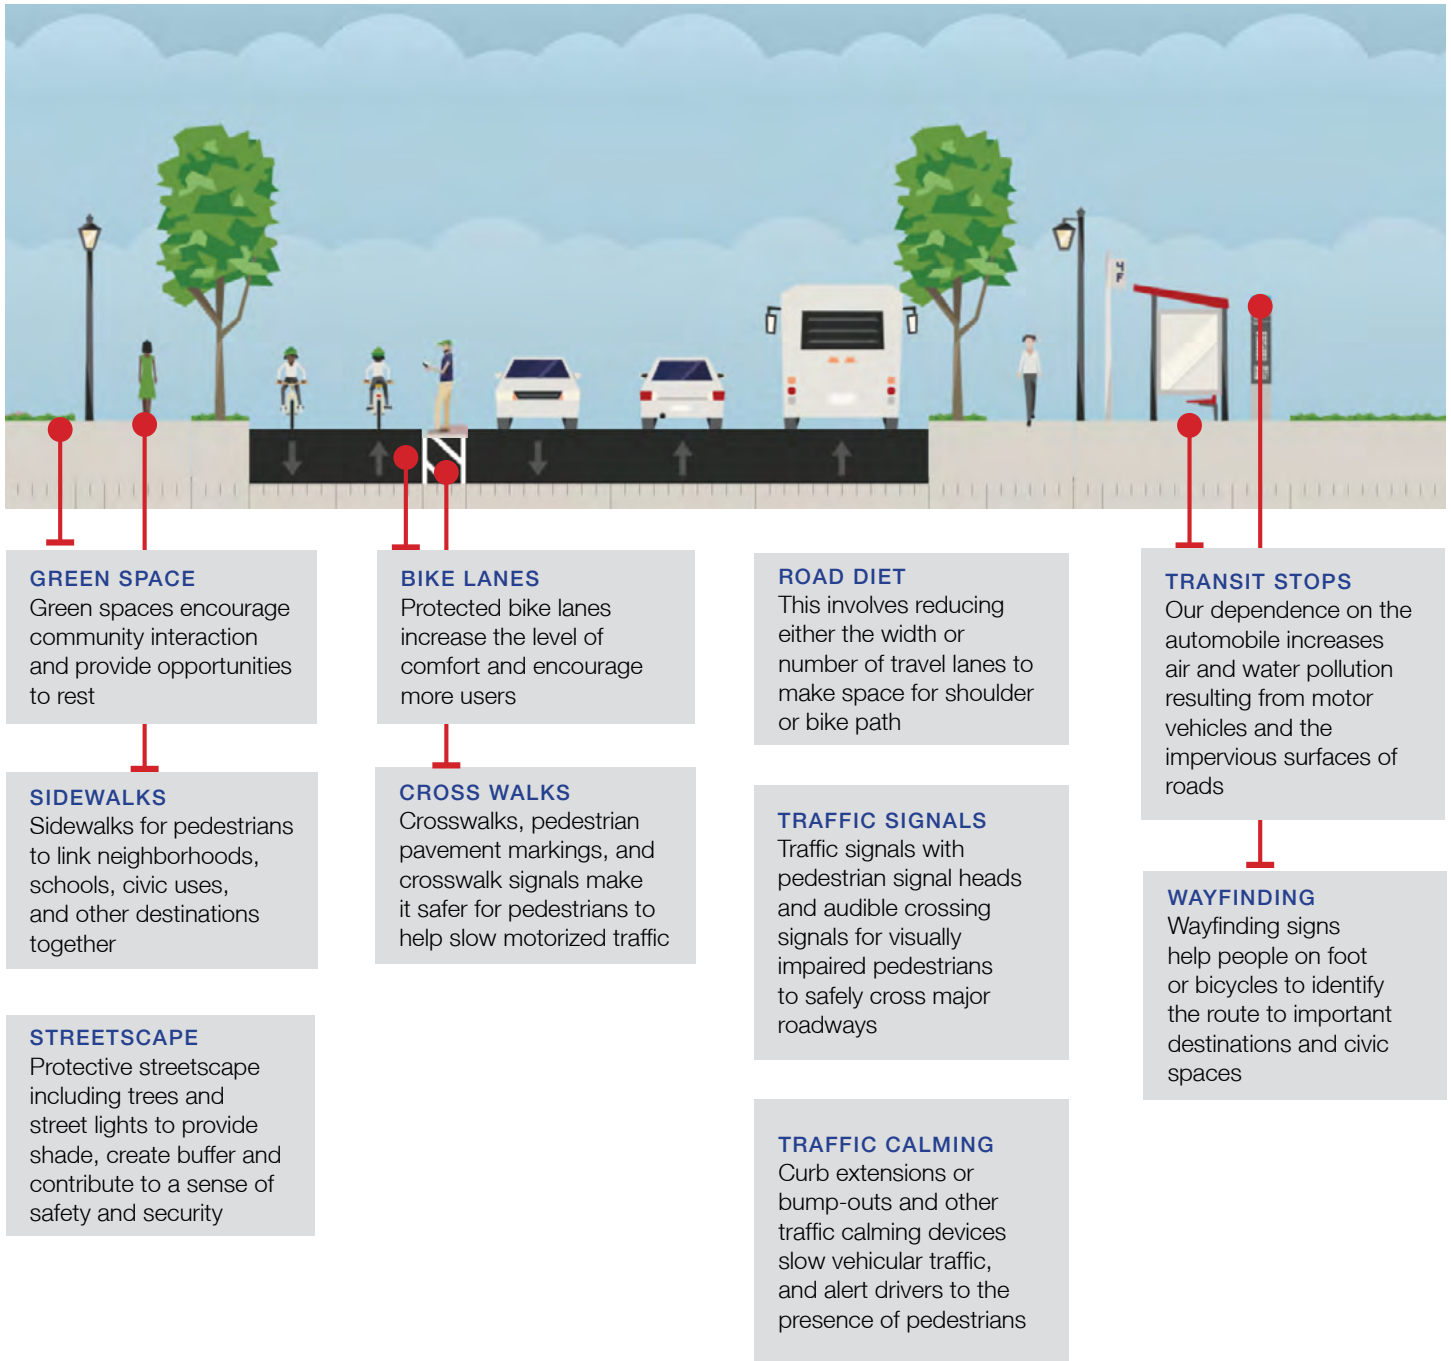 GREEN SPACE
Green spaces encourage
community interaction
and provide opportunities
to rest
SIDEWALKS
Sidewalks for pedestrians
to link neighborhoods,
schools, civic uses,
and other destinations
together
STREETSCAPE
Protective streetscape
including trees and
street lights to provide
shade, create buffer and
contribute to a sense of
safety and security
BIKE LANES
Protected bike lanes
increase the level of
comfort and encourage
more users
CROSS WALKS
Crosswalks, pedestrian
pavement markings, and
crosswalk signals make
it safer for pedestrians to
help slow motorized traffic
ROAD DIET
This involves reducing
either the width or
number of travel lanes to
make space for shoulder
or bike path
TRAFFIC SIGNALS
Traffic signals with
pedestrian signal heads
and audible crossing
signals for visually
impaired pedestrians
to safely cross major
roadways
TRAFFIC CALMING
Curb extensions or
bump-outs and other
traffic calming devices
slow vehicular traffic,
and alert drivers to the
presence of pedestrians
TRANSIT STOPS
Our dependence on the
automobile increases
air and water pollution
resulting from motor
vehicles and the
impervious surfaces of
roads
WAYFINDING
Wayfinding signs
help people on foot
or bicycles to identify
the route to important
destinations and civic
spaces